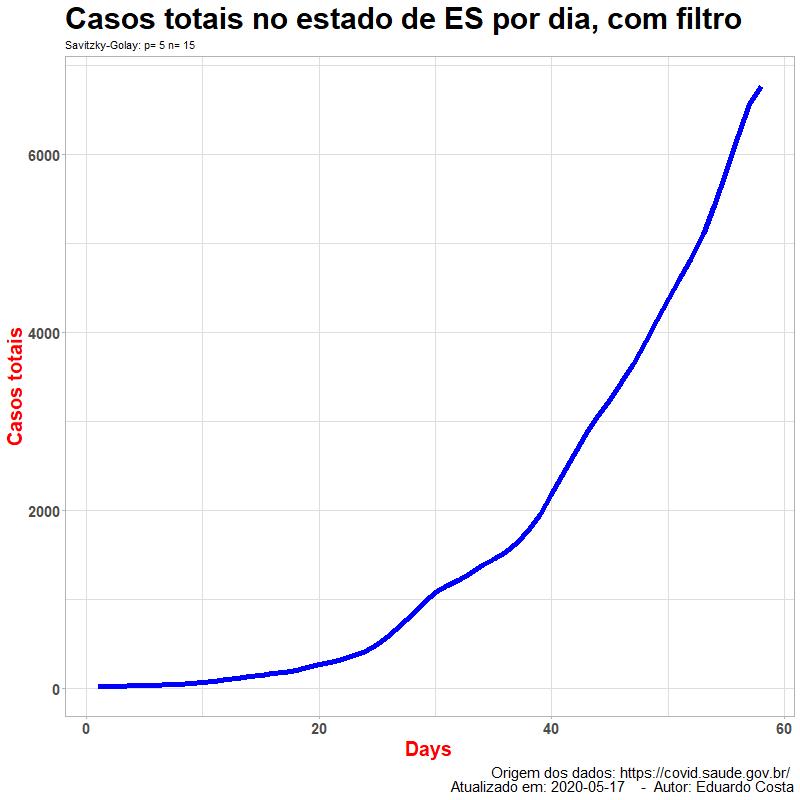 Casos totais no estado de ES por dia, com filtro
Savitzky-Golay: p= 5 n= 15
Casos totais
6000
4000
2000
0
0 20 40 60
Days
Origem dos dados: https://covid.saude.gov.br/
Atualizado em: 2020-05-17 - Autor: Eduardo Costa